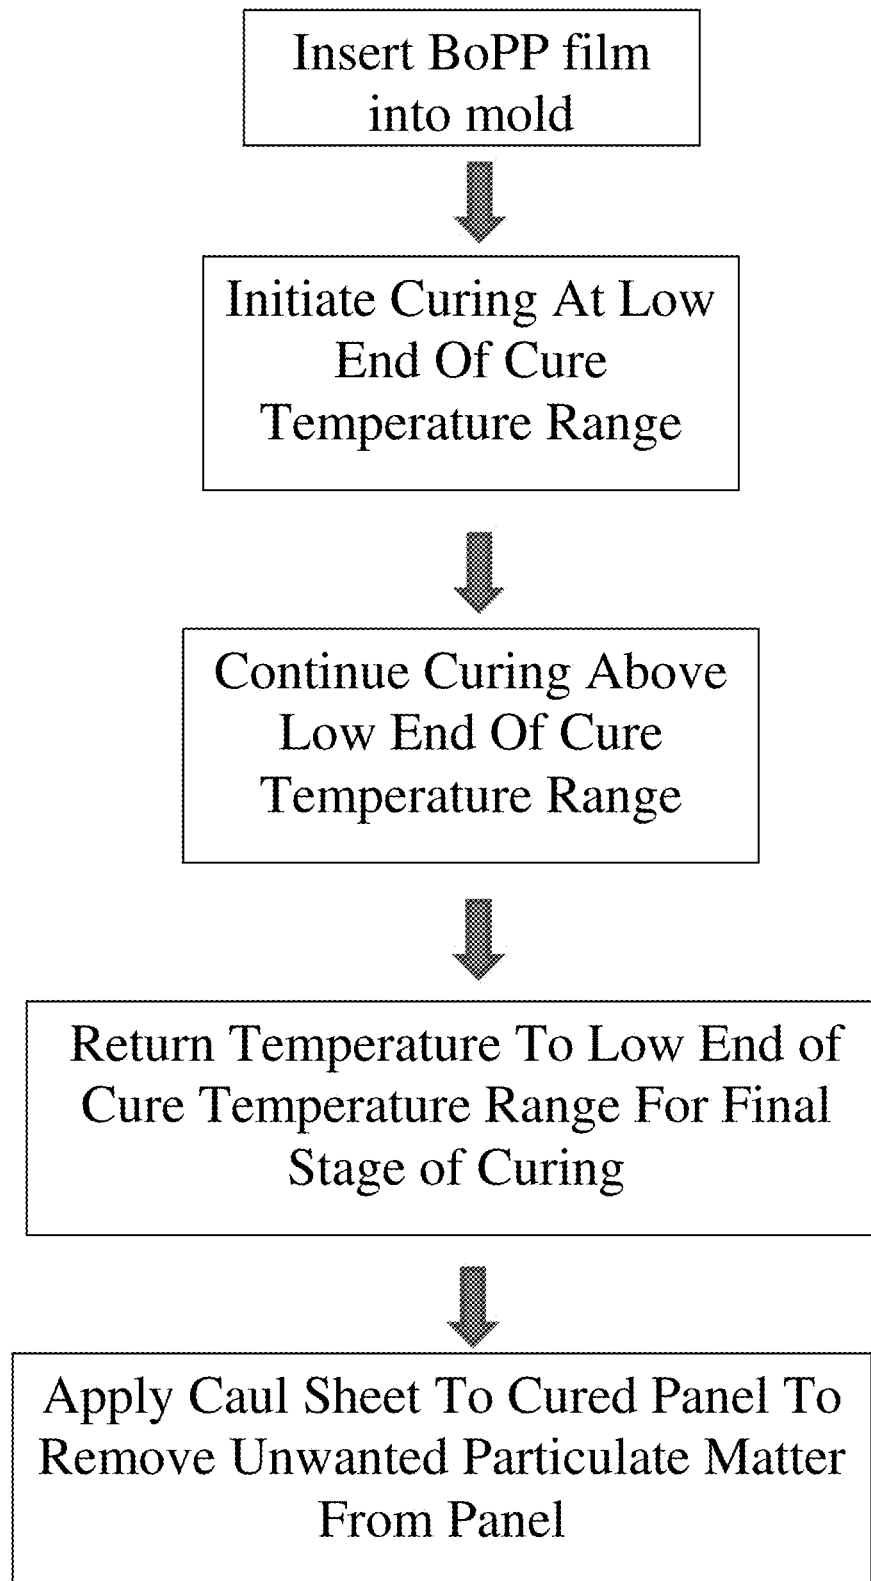 Insert BoPP film
into mold
Initiate Curing At Low
End Of Cure
Temperature Range
Continue Curing Above
Low End Of Cure
Temperature Range
Return Temperature To Low End of
Cure Temperature Range For Final
Stage of Curing
Apply Caul Sheet To Cured Panel To
Remove Unwanted Particulate Matter
From Panel